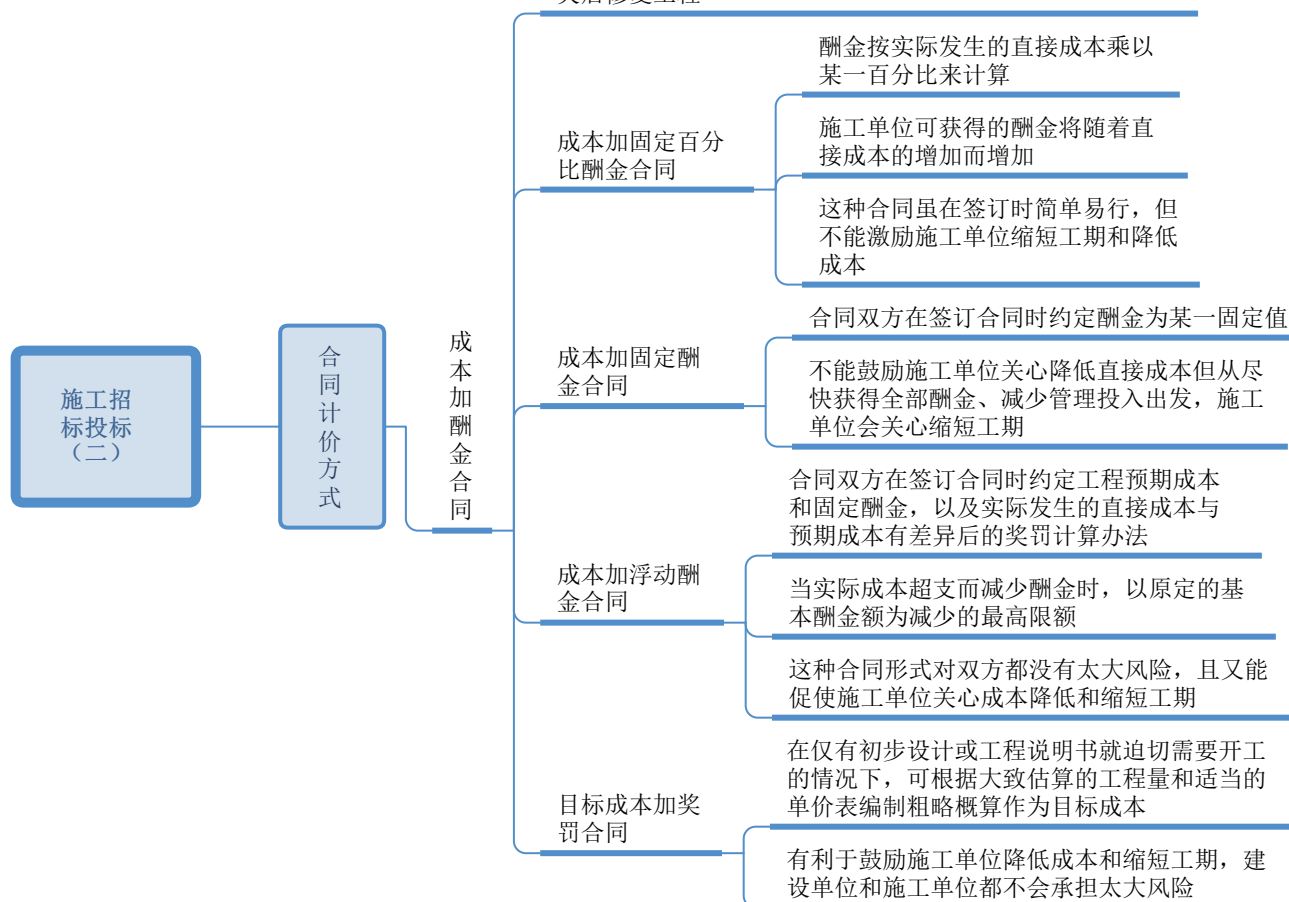 酬金按实际发生的直接成本乘以
某一百分比来计算
成本加固定百分
比酬金合同
施工单位可获得的酬金将随着直
接成本的增加而增加
这种合同虽在签订时简单易行，但
不能激励施工单位缩短工期和降低
成本
施工招
标投标
（二）
合同计价方式
成本加酬金合同
成本加固定酬
金合同
合同双方在签订合同时约定酬金为某一固定值
不能鼓励施工单位关心降低直接成本但从尽
快获得全部酬金、减少管理投入出发，施工
单位会关心缩短工期
成本加浮动酬
金合同
合同双方在签订合同时约定工程预期成本
和固定酬金，以及实际发生的直接成本与
预期成本有差异后的奖罚计算办法
当实际成本超支而减少酬金时，以原定的基
本酬金额为减少的最高限额
这种合同形式对双方都没有太大风险，且又能
促使施工单位关心成本降低和缩短工期
目标成本加奖
罚合同
在仅有初步设计或工程说明书就迫切需要开工
的情况下，可根据大致估算的工程量和适当的
单价表编制粗略概算作为目标成本
有利于鼓励施工单位降低成本和缩短工期，建
设单位和施工单位都不会承担太大风险